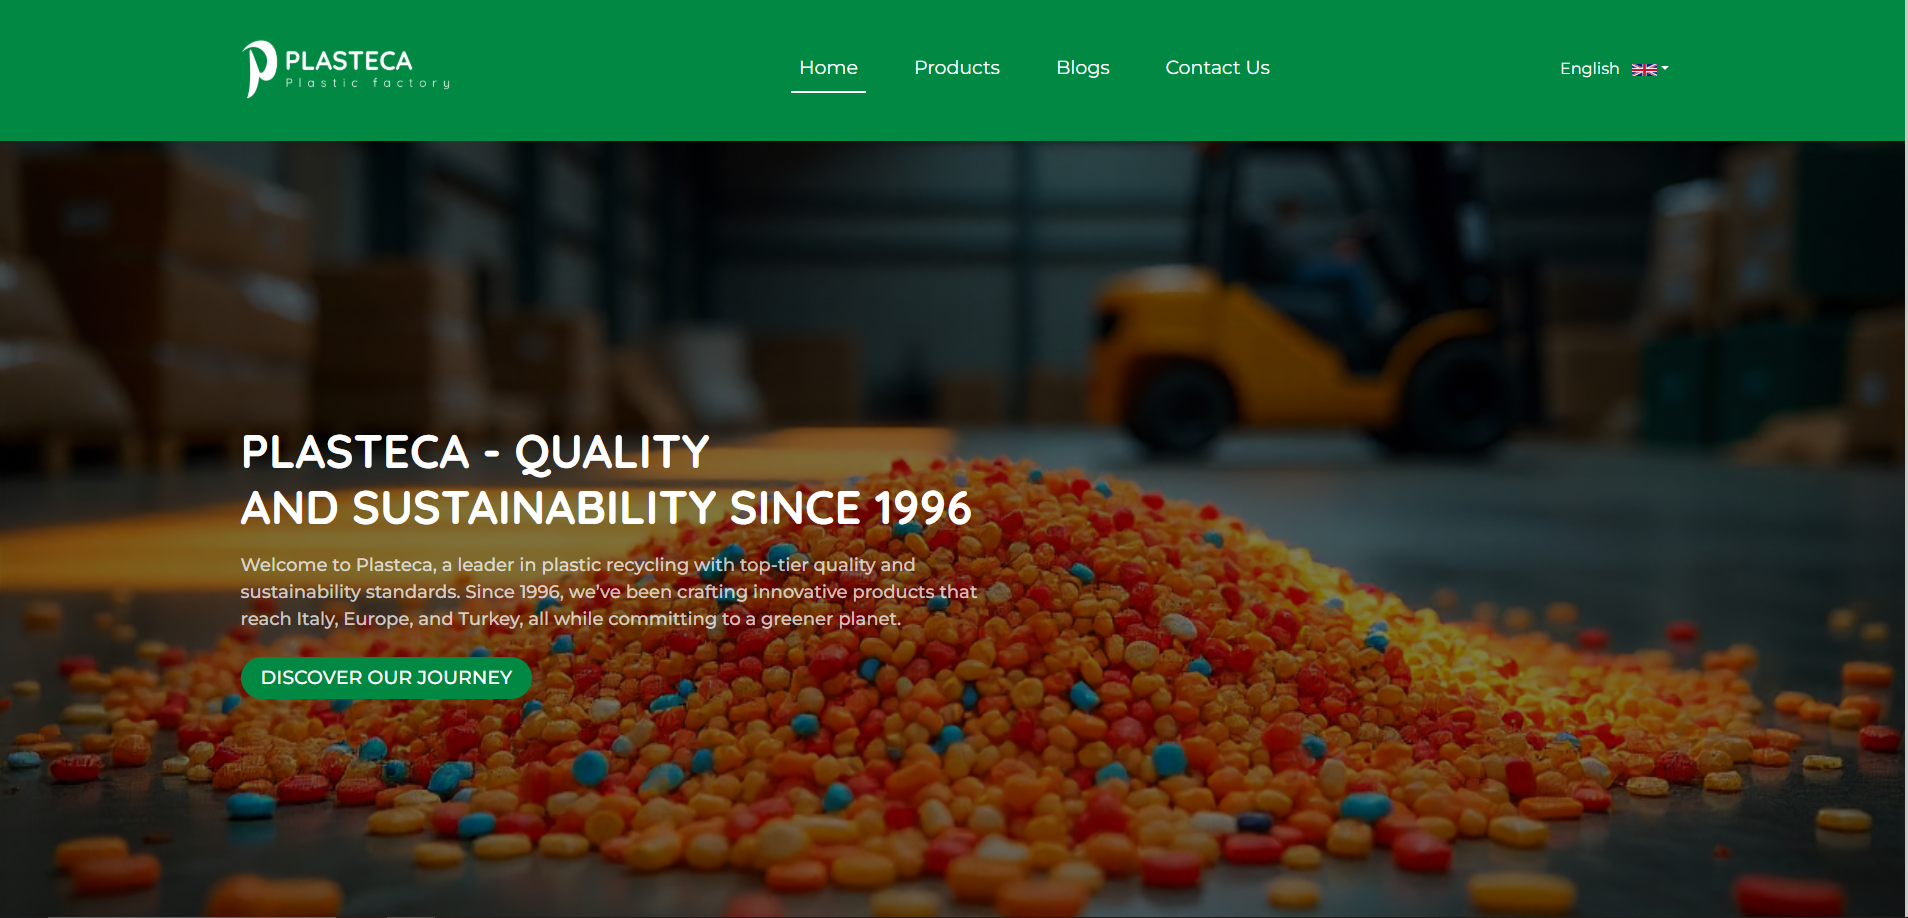 PLASTECA
Plastic factory
Home
Products
Blogs
Contact Us
English
PLASTECA - QUALITY
AND SUSTAINABILITY SINCE 1996
Welcome to Plasteca, a leader in plastic recycling with top-tier quality and
sustainability standards. Since 1996, we’ve been crafting innovative products that
reach Italy, Europe, and Turkey, all while committing to a greener planet.
DISCOVER OUR JOURNEY